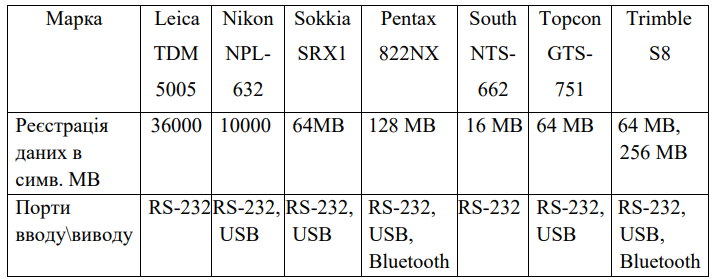 Марка Leica Nikon Sokkia Pentax South Topcon Trimble
TDM NPL- SRX1 822NX NTS- GTS- S8
5005 632 662 751
Реєстрація 36000 10000 64MB 128 MB 16 MB 64 MB 64 MB,
даних в 256 MB
симв. МВ
Порти RS-232 RS-232, RS-232, RS-232, RS-232 RS-232, RS-232,
вводу\виводу USB USB USB, USB USB,
Bluetooth Bluetooth